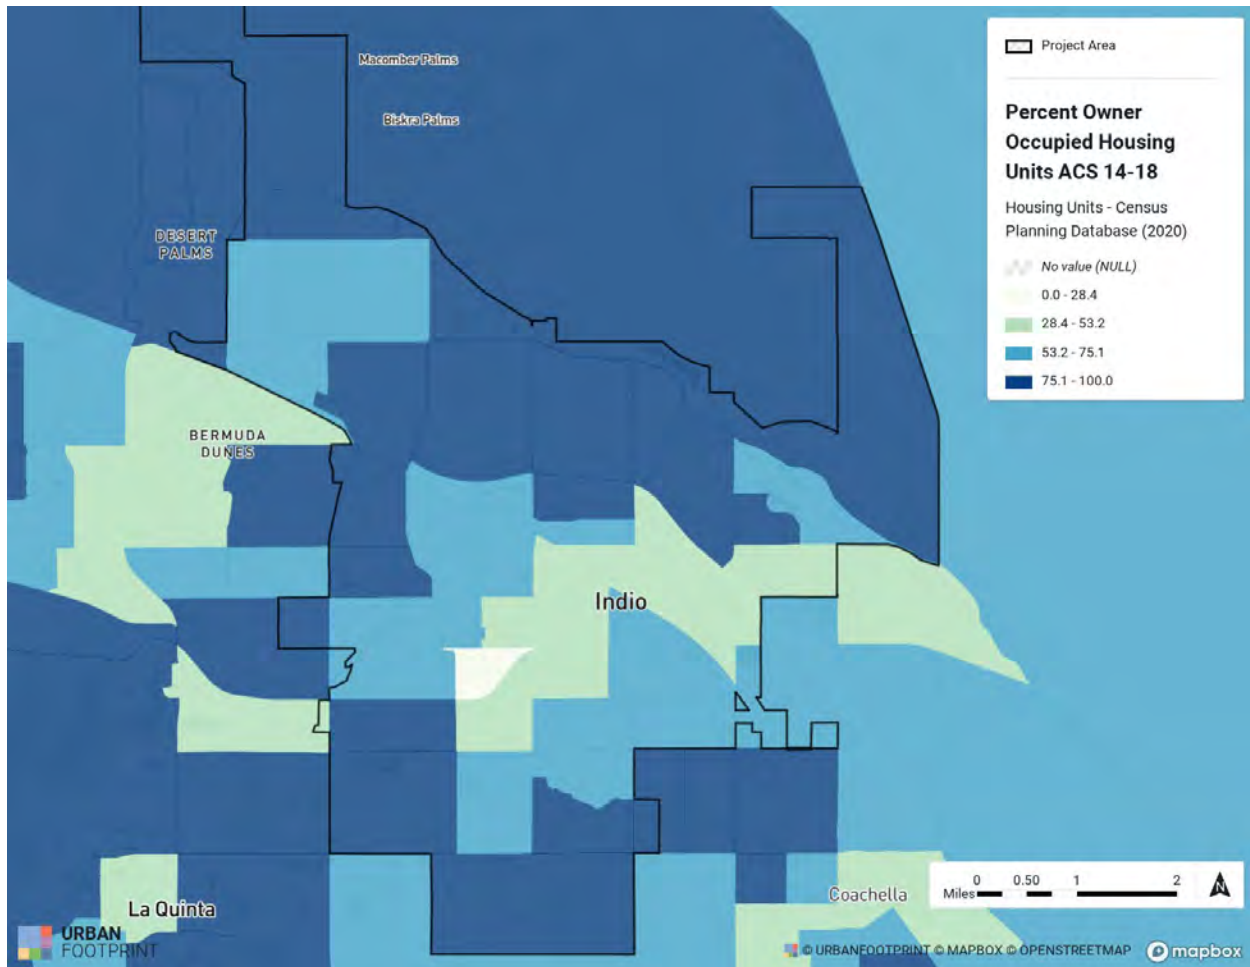 Macomber Palms
Biskra Palms
DESERT
PALMS
BERMUDA
DUNES
Indio
La Quinta
Coachella
Project Area
Percent Owner
Occupied Housing
Units ACS 14-18
Housing Units - Census
Planning Database (2020)
No value (NULL)
0.0 - 28.4
28.4 - 53.2
53.2 - 75.1
75.1 - 100.0
0 0.50 1 2
Miles
N
URBAN
FOOTPRINT
© URBANFOOTPRINT © MAPBOX © OPENSTREETMAP
mapbox